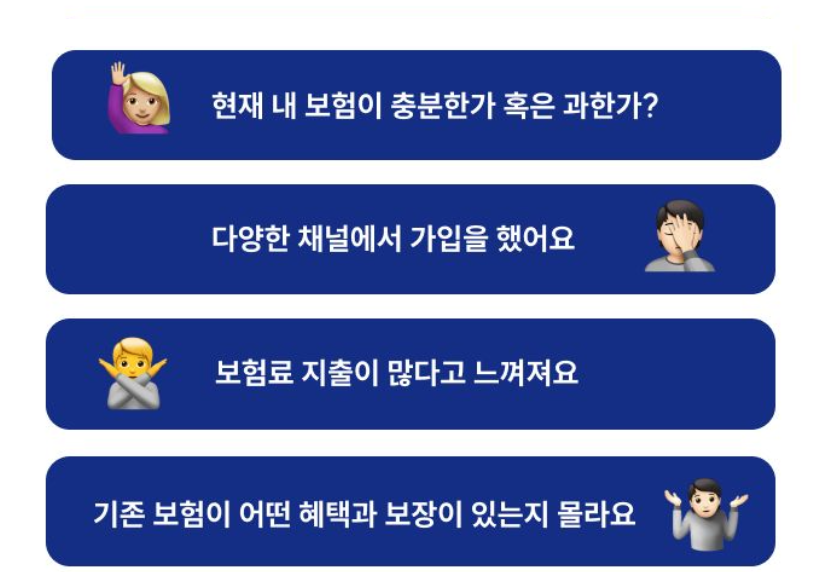 현재 내 보험이 충분한가 혹은 과한가?
다양한 채널에서 가입을 했어요
보험료 지출이 많다고 느껴져요
기존 보험이 어떤 혜택과 보장이 있는지 몰라요